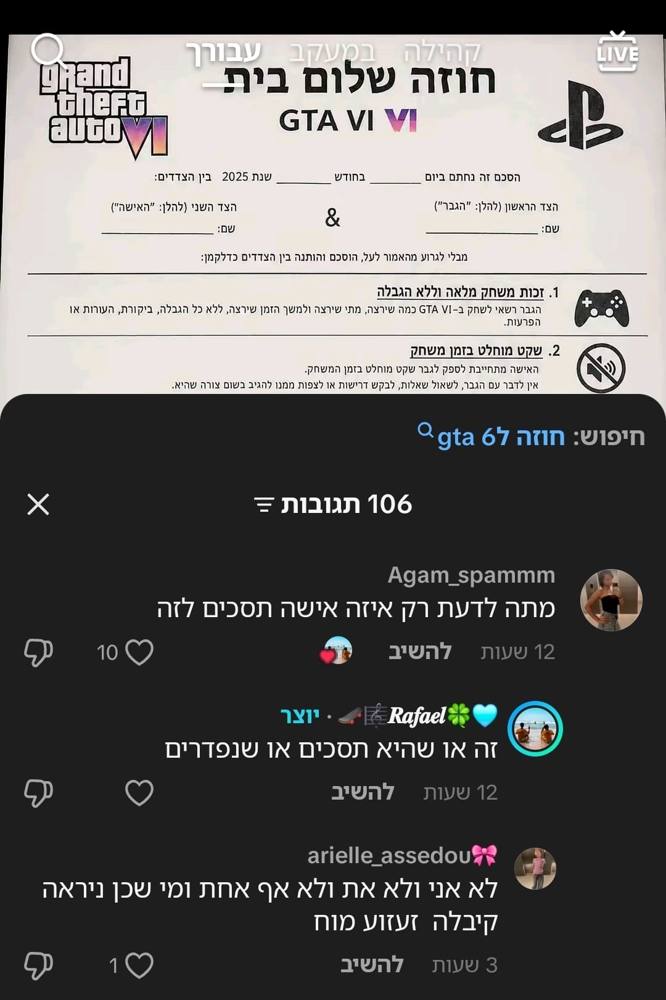 עבורך
במעקב
קהילה
LIVE
grand
theft
auto VI
חוזה שלום בית
GTA VI VI
הסכם זה נחתם ביום ________ בחודש ________ שנת 2025 בין הצדדים:
הצד הראשון (להלן: "הגבר")
שם: ________________
&
הצד השני (להלן: "האישה")
שם: ________________
מבלי לגרוע מהאמור לעל, הוסכם והותנה בין הצדדים כדלקמן:
1. זכות משחק מלאה וללא הגבלה
הגבר רשאי לשחק ב-GTA VI כמה שירצה, מתי שירצה ולמשך הזמן שירצה, ללא כל הגבלה, ביקורת, הערות או
הפרעות.
2. שקט מוחלט בזמן משחק
האישה מתחייבת לספק לגבר שקט מוחלט בזמן המשחק.
אין לדבר עם הגבר, לשאול שאלות, לבקש דרישות או לצפות ממנו להגיב בשום צורה שהיא.
חיפוש: חוזה ל6 gta
106 תגובות
Agam_spammm
מתה לדעת רק איזה אישה תסכים לזה
12 שעות
להשיב
10
🩵🍀𝑹𝒂𝒇𝒂𝒆𝒍🎼 · יוצר
זה או שהיא תסכים או שנפדרים
12 שעות
להשיב
arielle_assedou🎀
לא אני ולא את ולא אף אחת ומי שכן ניראה
קיבלה זעזוע מוח
3 שעות
להשיב
1